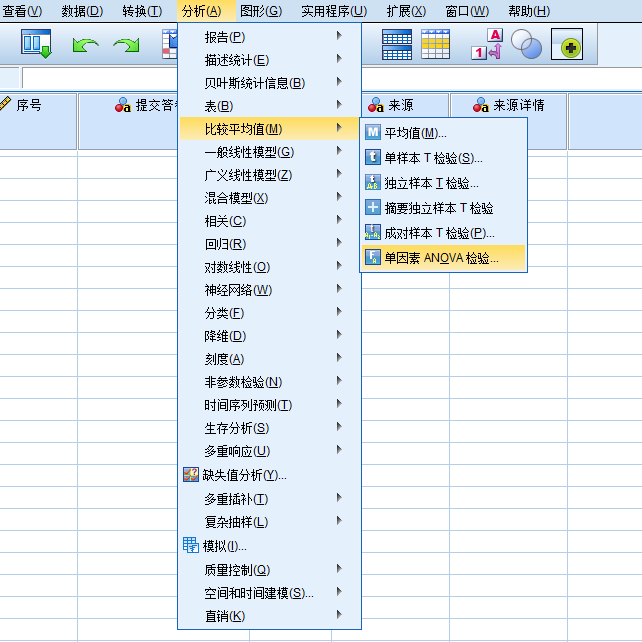 查看(V) 数据(D) 转换(T) 分析(A) 图形(G) 实用程序(U) 扩展(X) 窗口(W) 帮助(H)
A
1
序号 提交答 来源 来源详情
报告(P)
描述统计(E)
贝叶斯统计信息(B)
表(B)
比较平均值(M)
一般线性模型(G)
广义线性模型(Z)
混合模型(X)
相关(C)
回归(R)
对数线性(O)
神经网络(W)
分类(F)
降维(D)
刻度(A)
非参数检验(N)
时间序列预测(T)
生存分析(S)
多重响应(U)
缺失值分析(Y)...
多重插补(T)
复杂抽样(L)
模拟(I)...
质量控制(Q)
空间和时间建模(S)...
直销(K)
M 平均值(M)...
t 单样本 T 检验(S)...
独立样本 T 检验...
摘要独立样本 T 检验
成对样本 T 检验(P)...
单因素 ANOVA 检验...